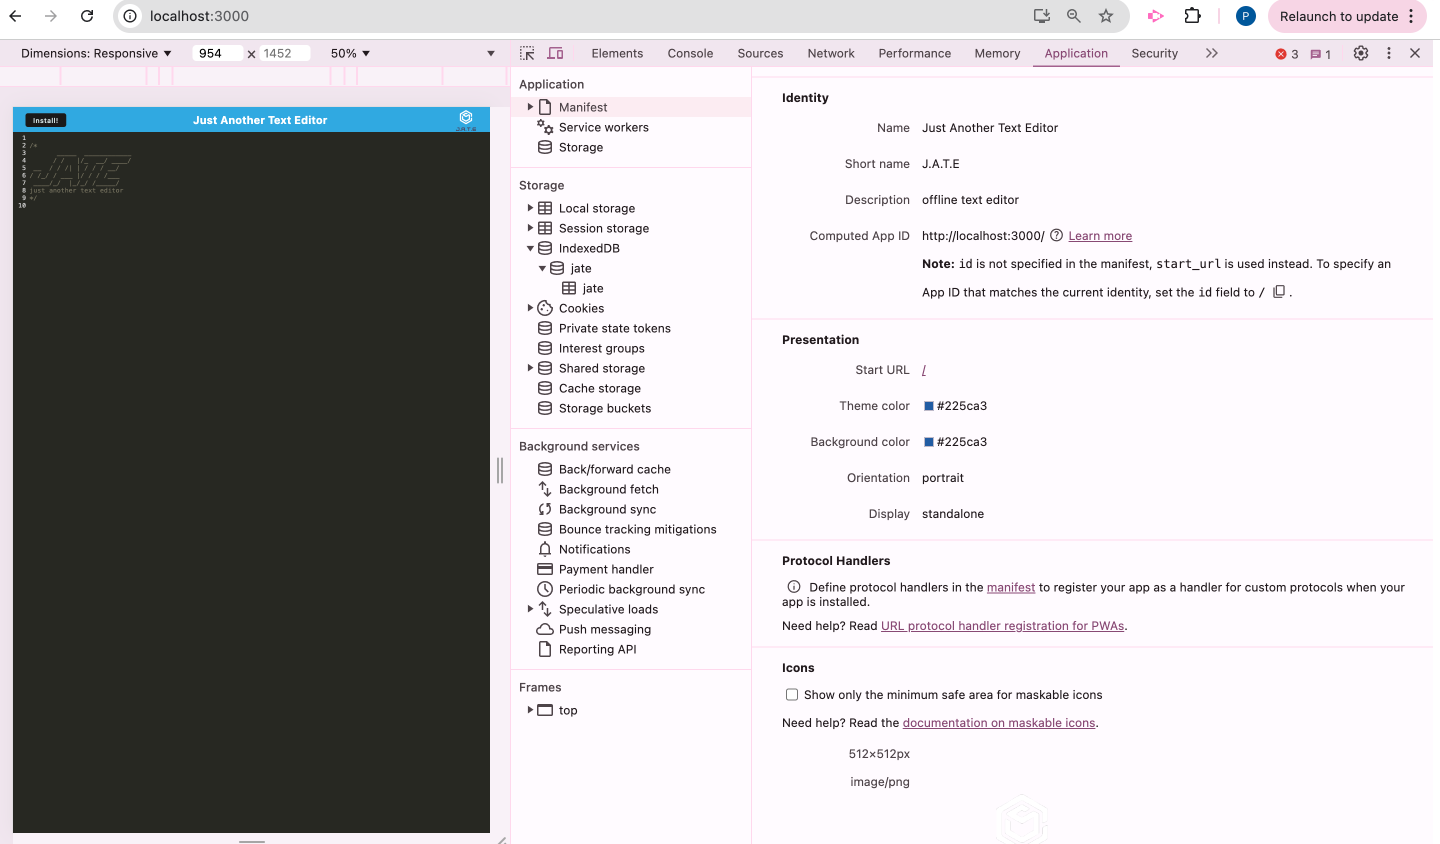 localhost:3000
P
Relaunch to update
Dimensions: Responsive
954 × 1452
50%
Elements
Console
Sources
Network
Performance
Memory
Application
Security
3
1
Install!
Just Another Text Editor
J.A.T.E
1
2 /*
3
4
5
6
7
8 just another text editor
9 */
10
Application
Manifest
Service workers
Storage
Storage
Local storage
Session storage
IndexedDB
jate
jate
Cookies
Private state tokens
Interest groups
Shared storage
Cache storage
Storage buckets
Background services
Back/forward cache
Background fetch
Background sync
Bounce tracking mitigations
Notifications
Payment handler
Periodic background sync
Speculative loads
Push messaging
Reporting API
Frames
top
Identity
Name Just Another Text Editor
Short name J.A.T.E
Description offline text editor
Computed App ID http://localhost:3000/ Learn more
Note: id is not specified in the manifest, start_url is used instead. To specify an
App ID that matches the current identity, set the id field to / .
Presentation
Start URL /
Theme color #225ca3
Background color #225ca3
Orientation portrait
Display standalone
Protocol Handlers
Define protocol handlers in the manifest to register your app as a handler for custom protocols when your
app is installed.
Need help? Read URL protocol handler registration for PWAs.
Icons
Show only the minimum safe area for maskable icons
Need help? Read the documentation on maskable icons.
512×512px
image/png